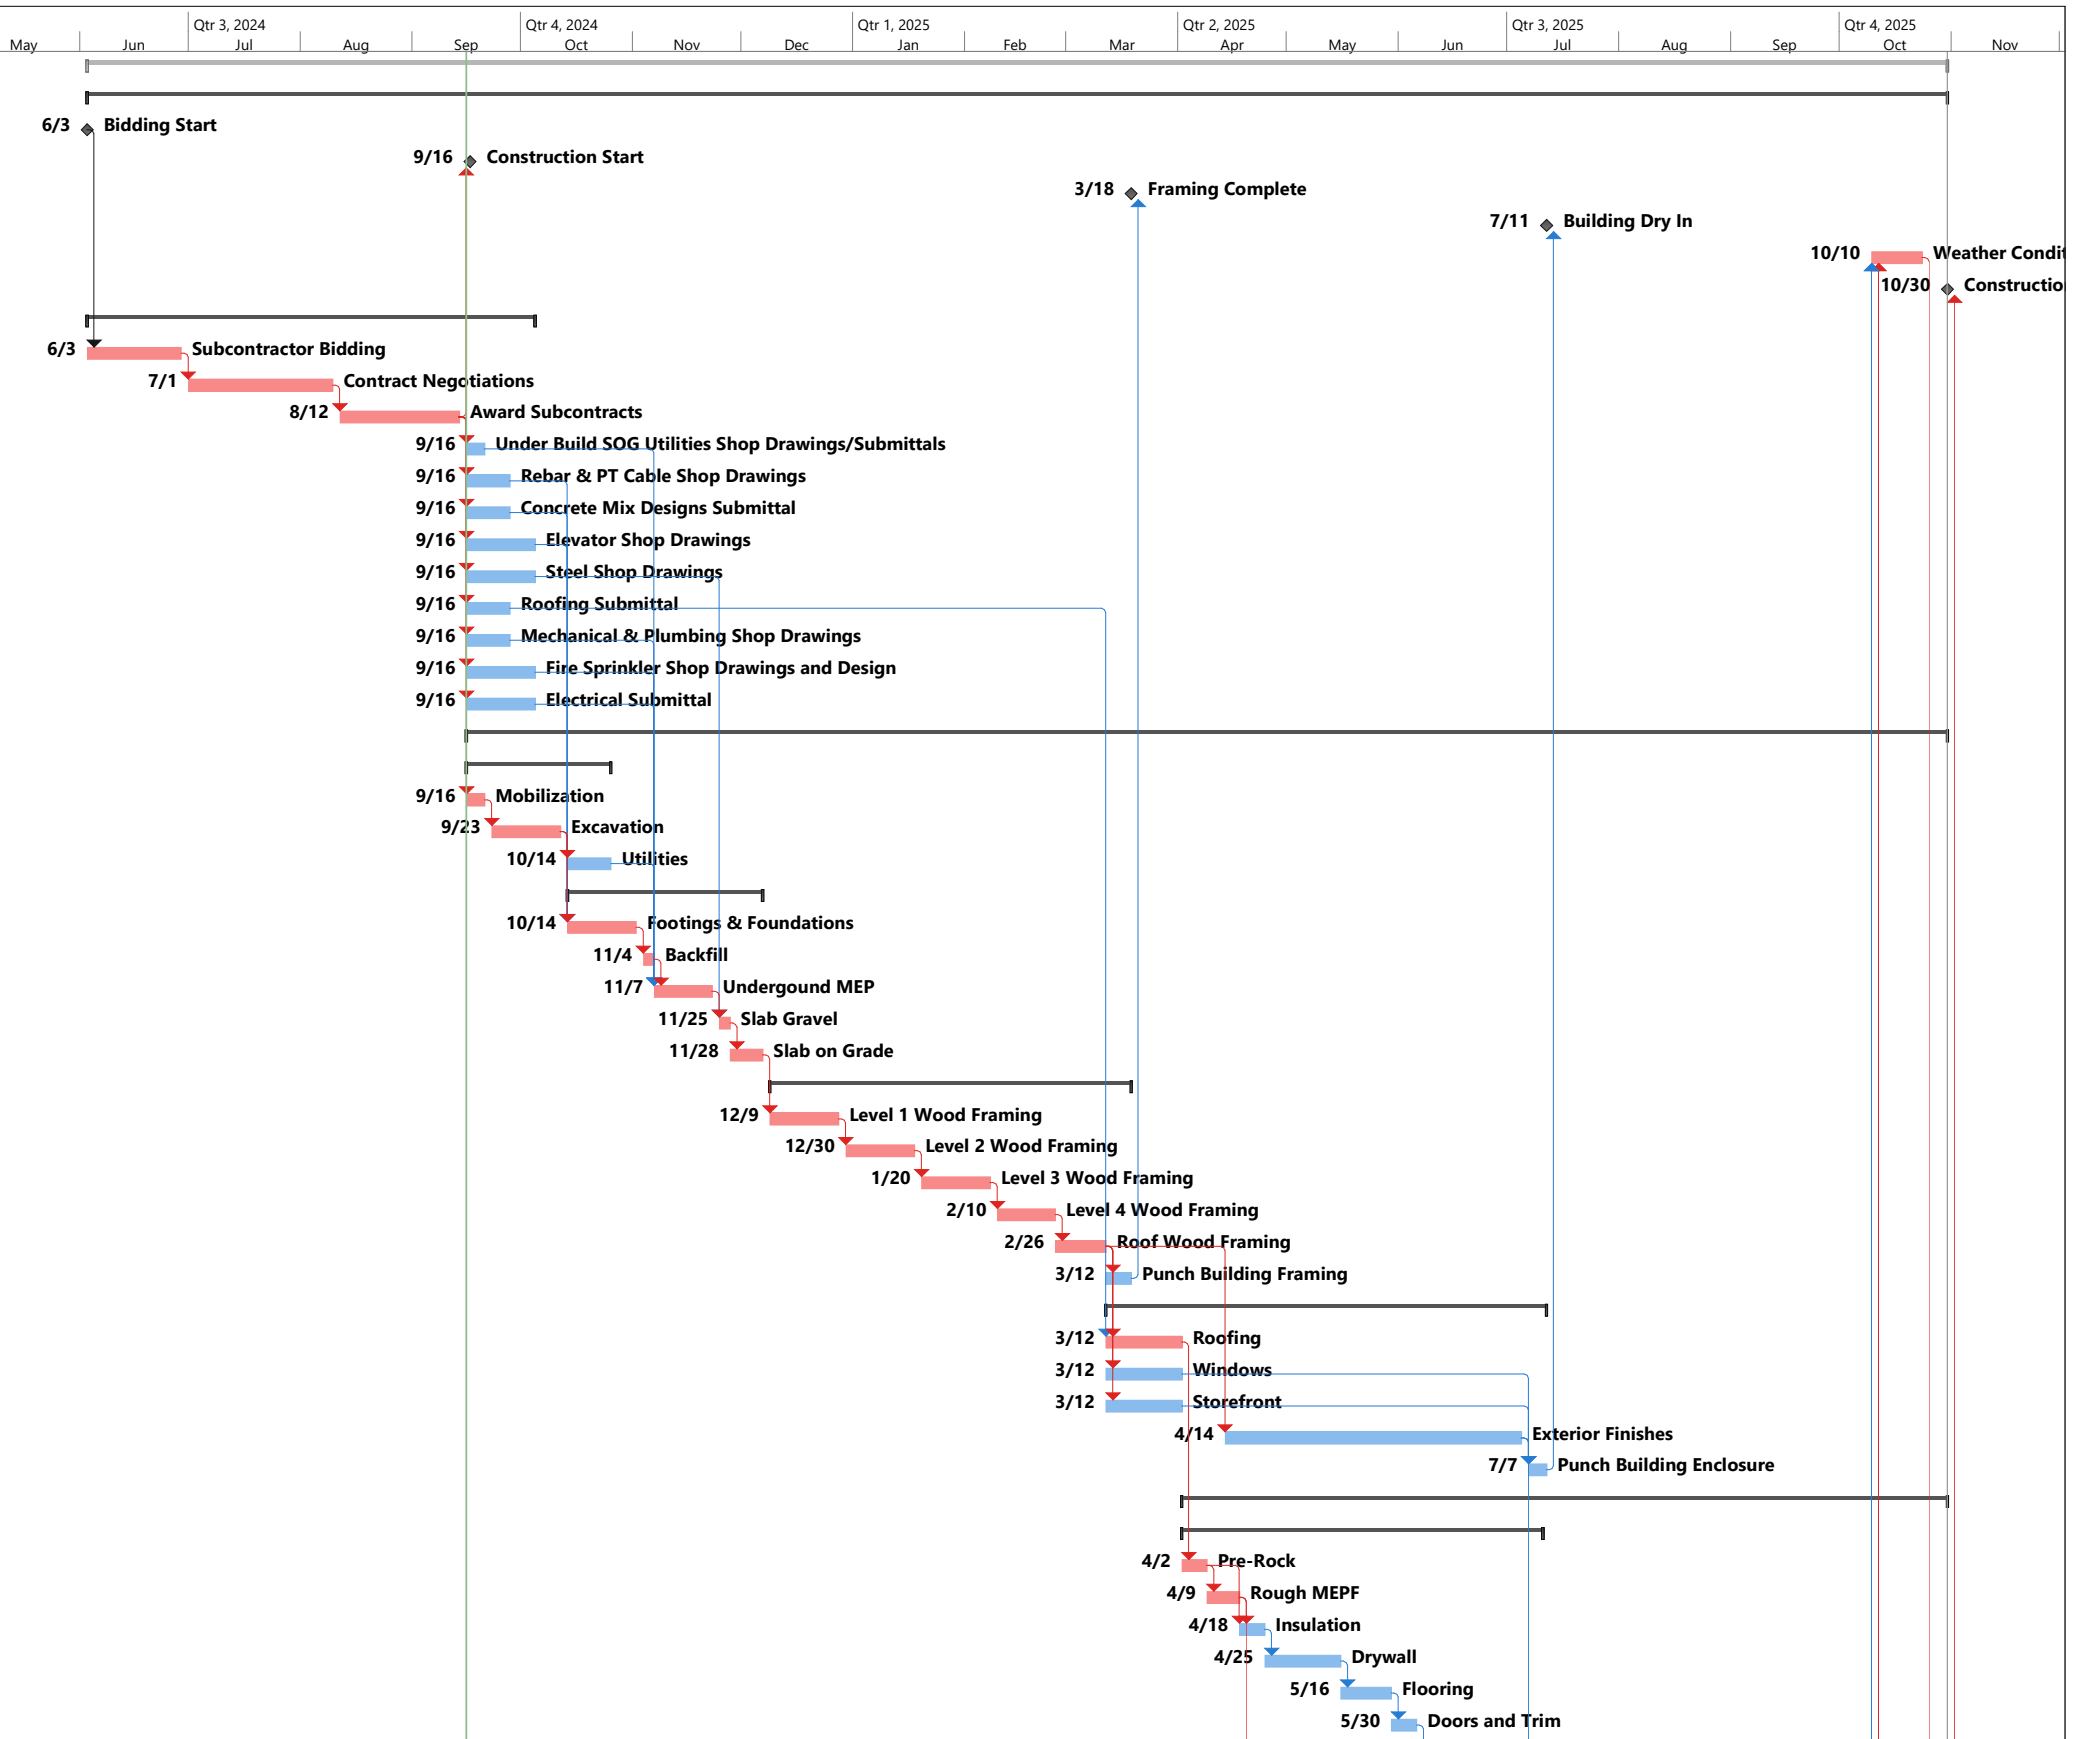 Qtr 3, 2024 Qtr 4, 2024 Qtr 1, 2025 Qtr 2, 2025 Qtr 3, 2025 Qtr 4, 2025
May Jun Jul Aug Sep Oct Nov Dec Jan Feb Mar Apr May Jun Jul Aug Sep Oct Nov
6/3 Bidding Start
9/16 Construction Start
3/18 Framing Complete
7/11 Building Dry In
10/10 Weather Condit
10/30 Constructio
6/3 Subcontractor Bidding
7/1 Contract Negotiations
8/12 Award Subcontracts
9/16 Under Build SOG Utilities Shop Drawings/Submittals
9/16 Rebar & PT Cable Shop Drawings
9/16 Concrete Mix Designs Submittal
9/16 Elevator Shop Drawings
9/16 Steel Shop Drawings
9/16 Roofing Submittal
9/16 Mechanical & Plumbing Shop Drawings
9/16 Fire Sprinkler Shop Drawings and Design
9/16 Electrical Submittal
9/16 Mobilization
9/23 Excavation
10/14 Utilities
10/14 Footings & Foundations
11/4 Backfill
11/7 Undergound MEP
11/25 Slab Gravel
11/28 Slab on Grade
12/9 Level 1 Wood Framing
12/30 Level 2 Wood Framing
1/20 Level 3 Wood Framing
2/10 Level 4 Wood Framing
2/26 Roof Wood Framing
3/12 Punch Building Framing
3/12 Roofing
3/12 Windows
3/12 Storefront
4/14 Exterior Finishes
7/7 Punch Building Enclosure
4/2 Pre-Rock
4/9 Rough MEPF
4/18 Insulation
4/25 Drywall
5/16 Flooring
5/30 Doors and Trim